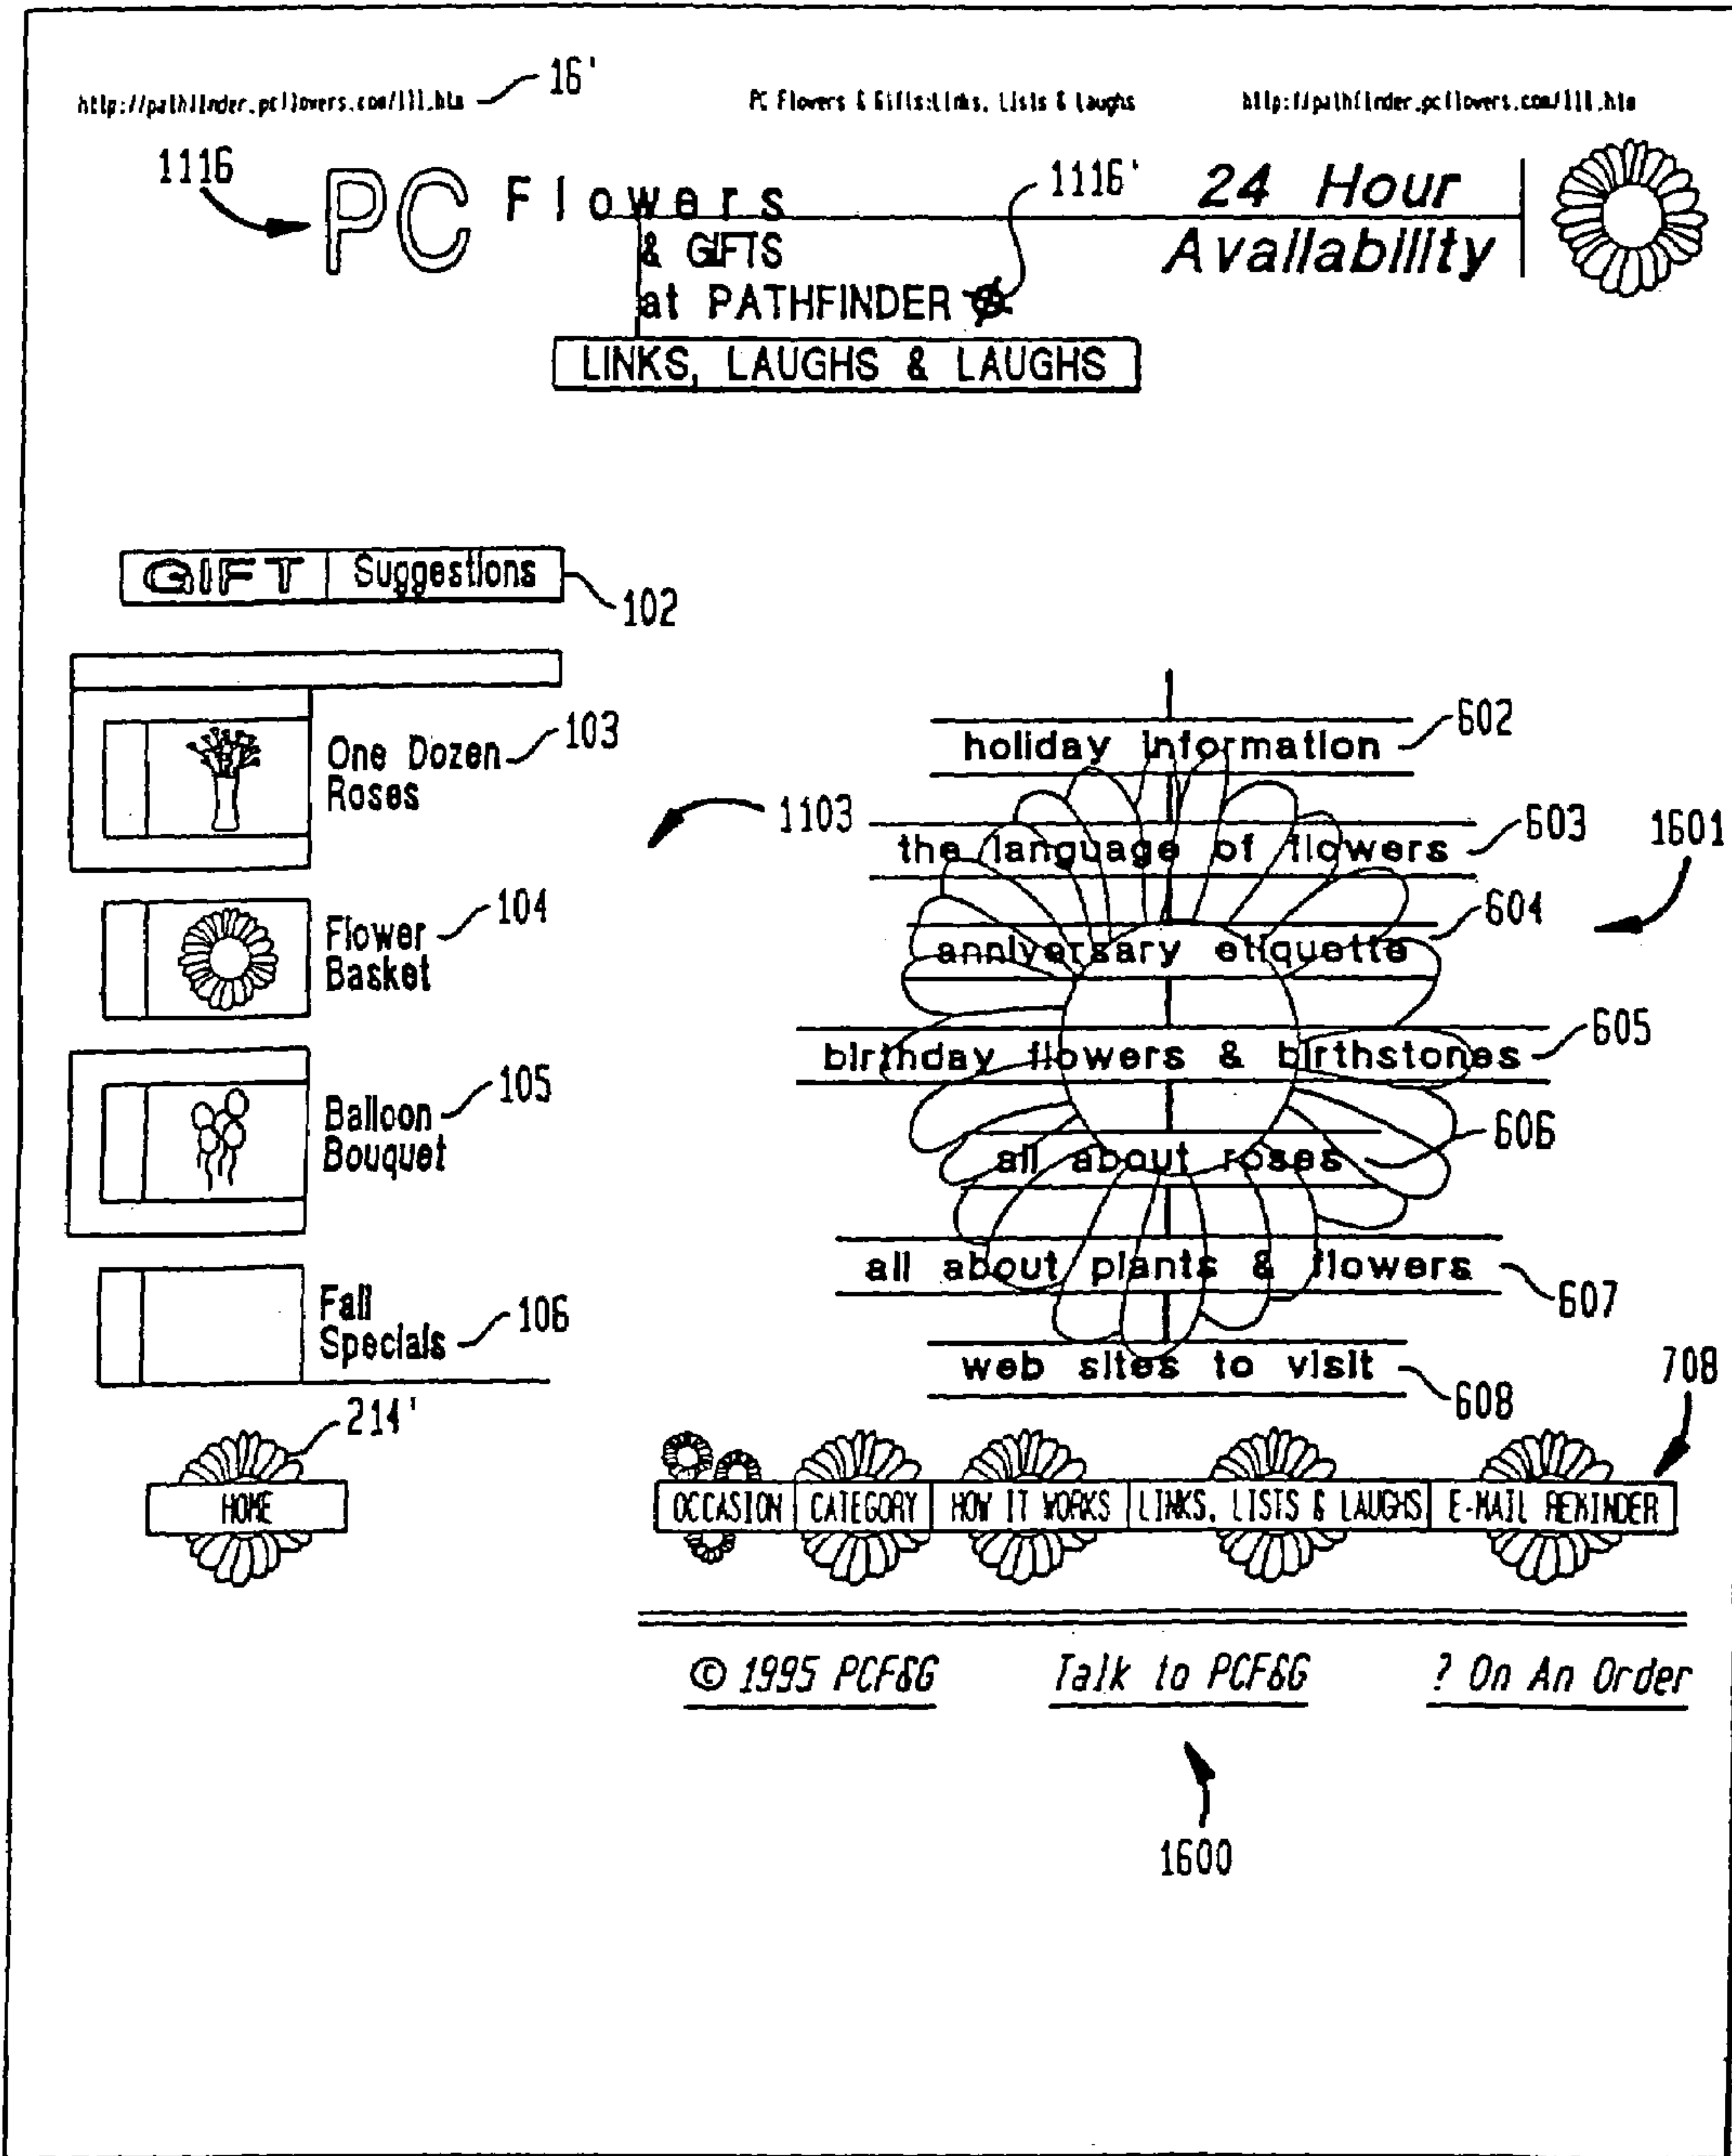 16'
http://pathfinder.pcflowers.com/lll.htm
PC Flowers & Gifts:Links, Lists & Laughs
http://pathfinder.pcflowers.com/lll.htm
1116
PC Flowers
& GIFTS
at PATHFINDER
1116'
24 Hour
Availability
LINKS, LAUGHS & LAUGHS
GIFT Suggestions
102
One Dozen
Roses
103
Flower
Basket
104
Balloon
Bouquet
105
Fall
Specials
106
1103
holiday information
602
the language of flowers
603
1601
anniversary etiquette
604
birthday flowers & birthstones
605
all about roses
606
all about plants & flowers
607
web sites to visit
608
708
214'
HOME
OCCASION CATEGORY HOW IT WORKS LINKS, LISTS & LAUGHS E-MAIL REMINDER
© 1995 PCF&G Talk to PCF&G ? On An Order
1600